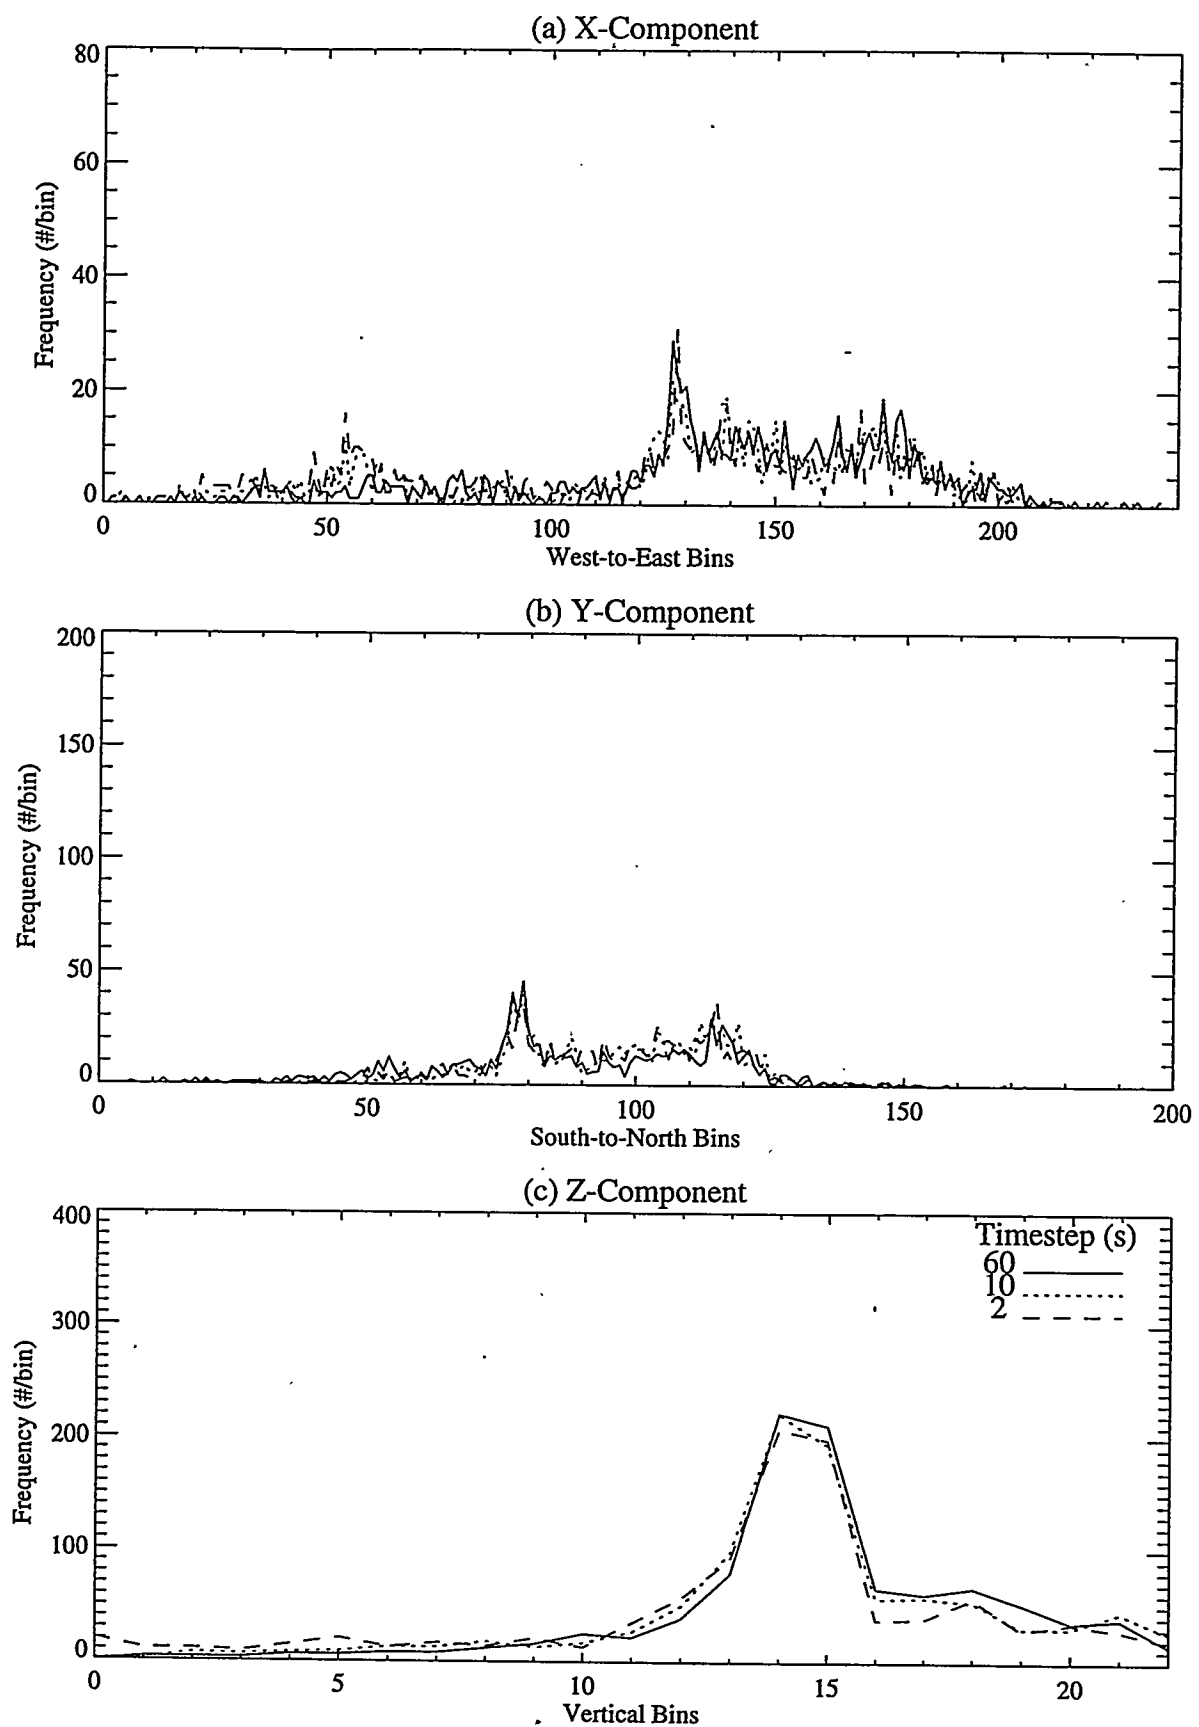 (a) X-Component
80
60
40
20
0
Frequency (#/bin)
0 50 100 150 200
West-to-East Bins
(b) Y-Component
200
150
100
50
0
Frequency (#/bin)
0 50 100 150 200
South-to-North Bins
(c) Z-Component
400
300
200
100
0
Frequency (#/bin)
Timestep (s)
60
10
2
0 5 10 15 20
Vertical Bins